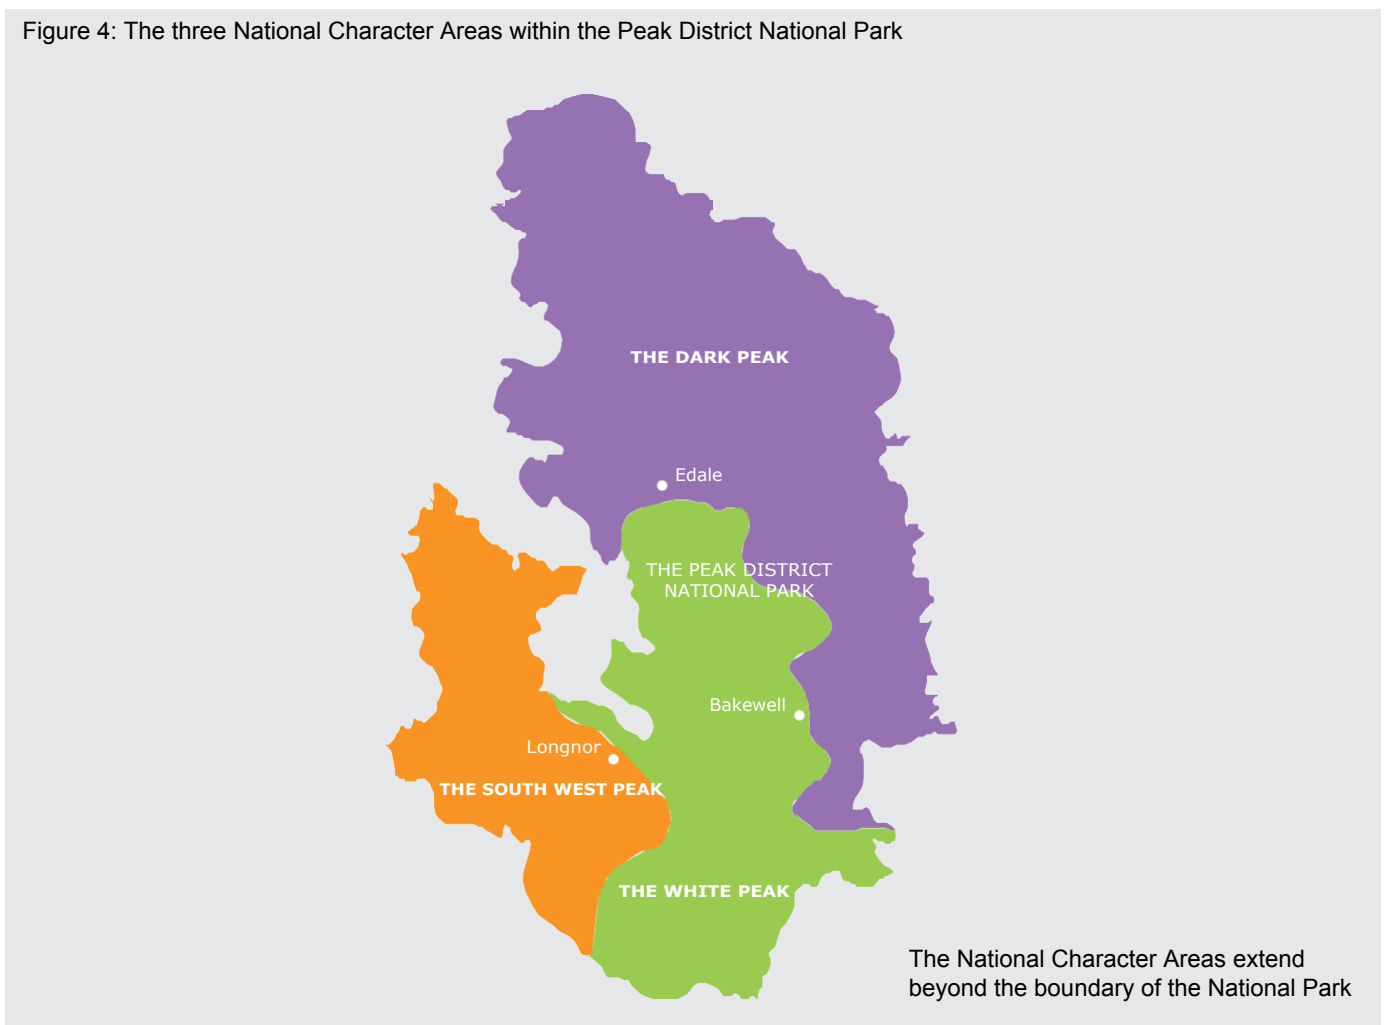 Figure 4: The three National Character Areas within the Peak District National Park
THE DARK PEAK
Edale
THE PEAK DISTRICT
NATIONAL PARK
Bakewell
Longnor
THE SOUTH WEST PEAK
THE WHITE PEAK
The National Character Areas extend
beyond the boundary of the National Park